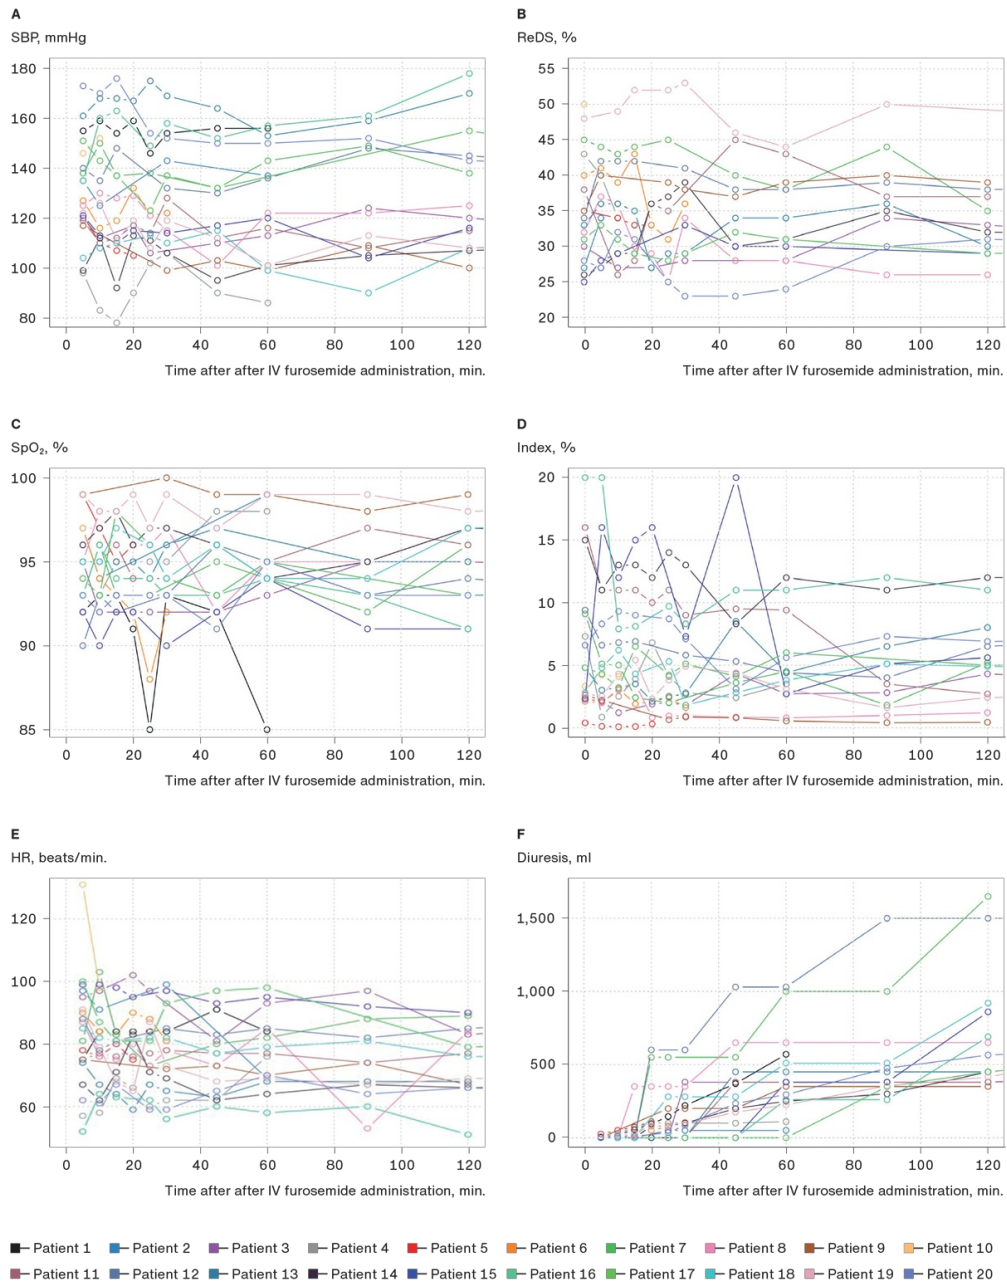 A
SBP, mmHg
180
160
140
120
100
80
0 20 40 60 80 100 120
Time after after IV furosemide administration, min.
B
ReDS, %
55
50
45
40
35
30
25
20
0 20 40 60 80 100 120
Time after after IV furosemide administration, min.
C
SpO₂, %
100
95
90
85
0 20 40 60 80 100 120
Time after after IV furosemide administration, min.
D
Index, %
20
15
10
5
0
0 20 40 60 80 100 120
Time after after IV furosemide administration, min.
E
HR, beats/min.
120
100
80
60
0 20 40 60 80 100 120
Time after after IV furosemide administration, min.
F
Diuresis, ml
1,500
1,000
500
0
0 20 40 60 80 100 120
Time after after IV furosemide administration, min.
Patient 1 Patient 2 Patient 3 Patient 4 Patient 5 Patient 6 Patient 7 Patient 8 Patient 9 Patient 10
Patient 11 Patient 12 Patient 13 Patient 14 Patient 15 Patient 16 Patient 17 Patient 18 Patient 19 Patient 20